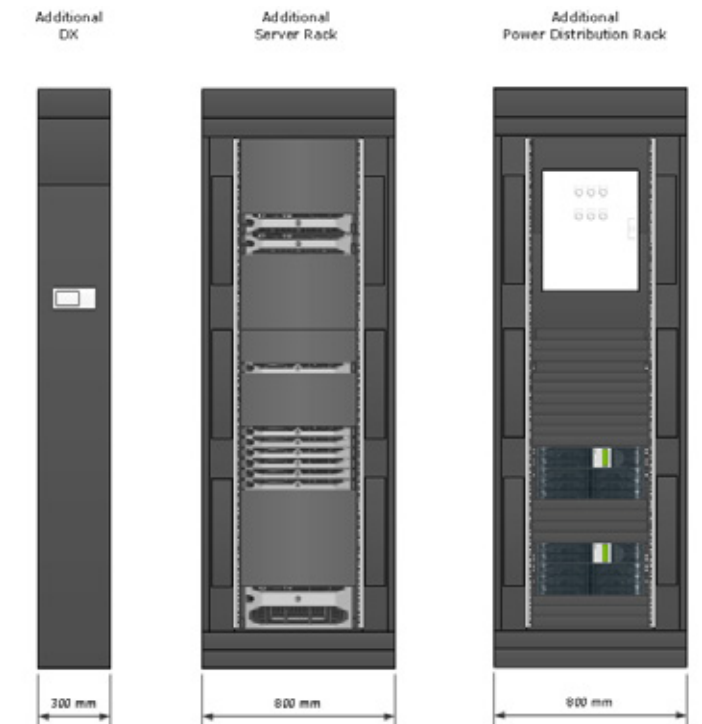 Additional
DX
Additional
Server Rack
Additional
Power Distribution Rack
300 mm
800 mm
800 mm